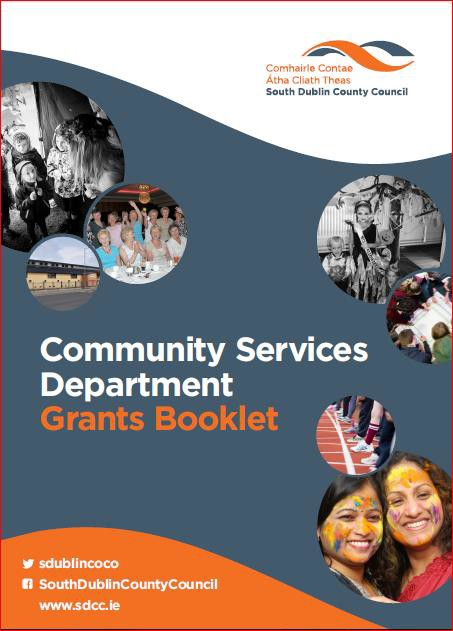 Comhairle Contae
Átha Cliath Theas
South Dublin County Council
Community Services
Department
Grants Booklet
sdublincoco
SouthDublinCountyCouncil
www.sdcc.ie